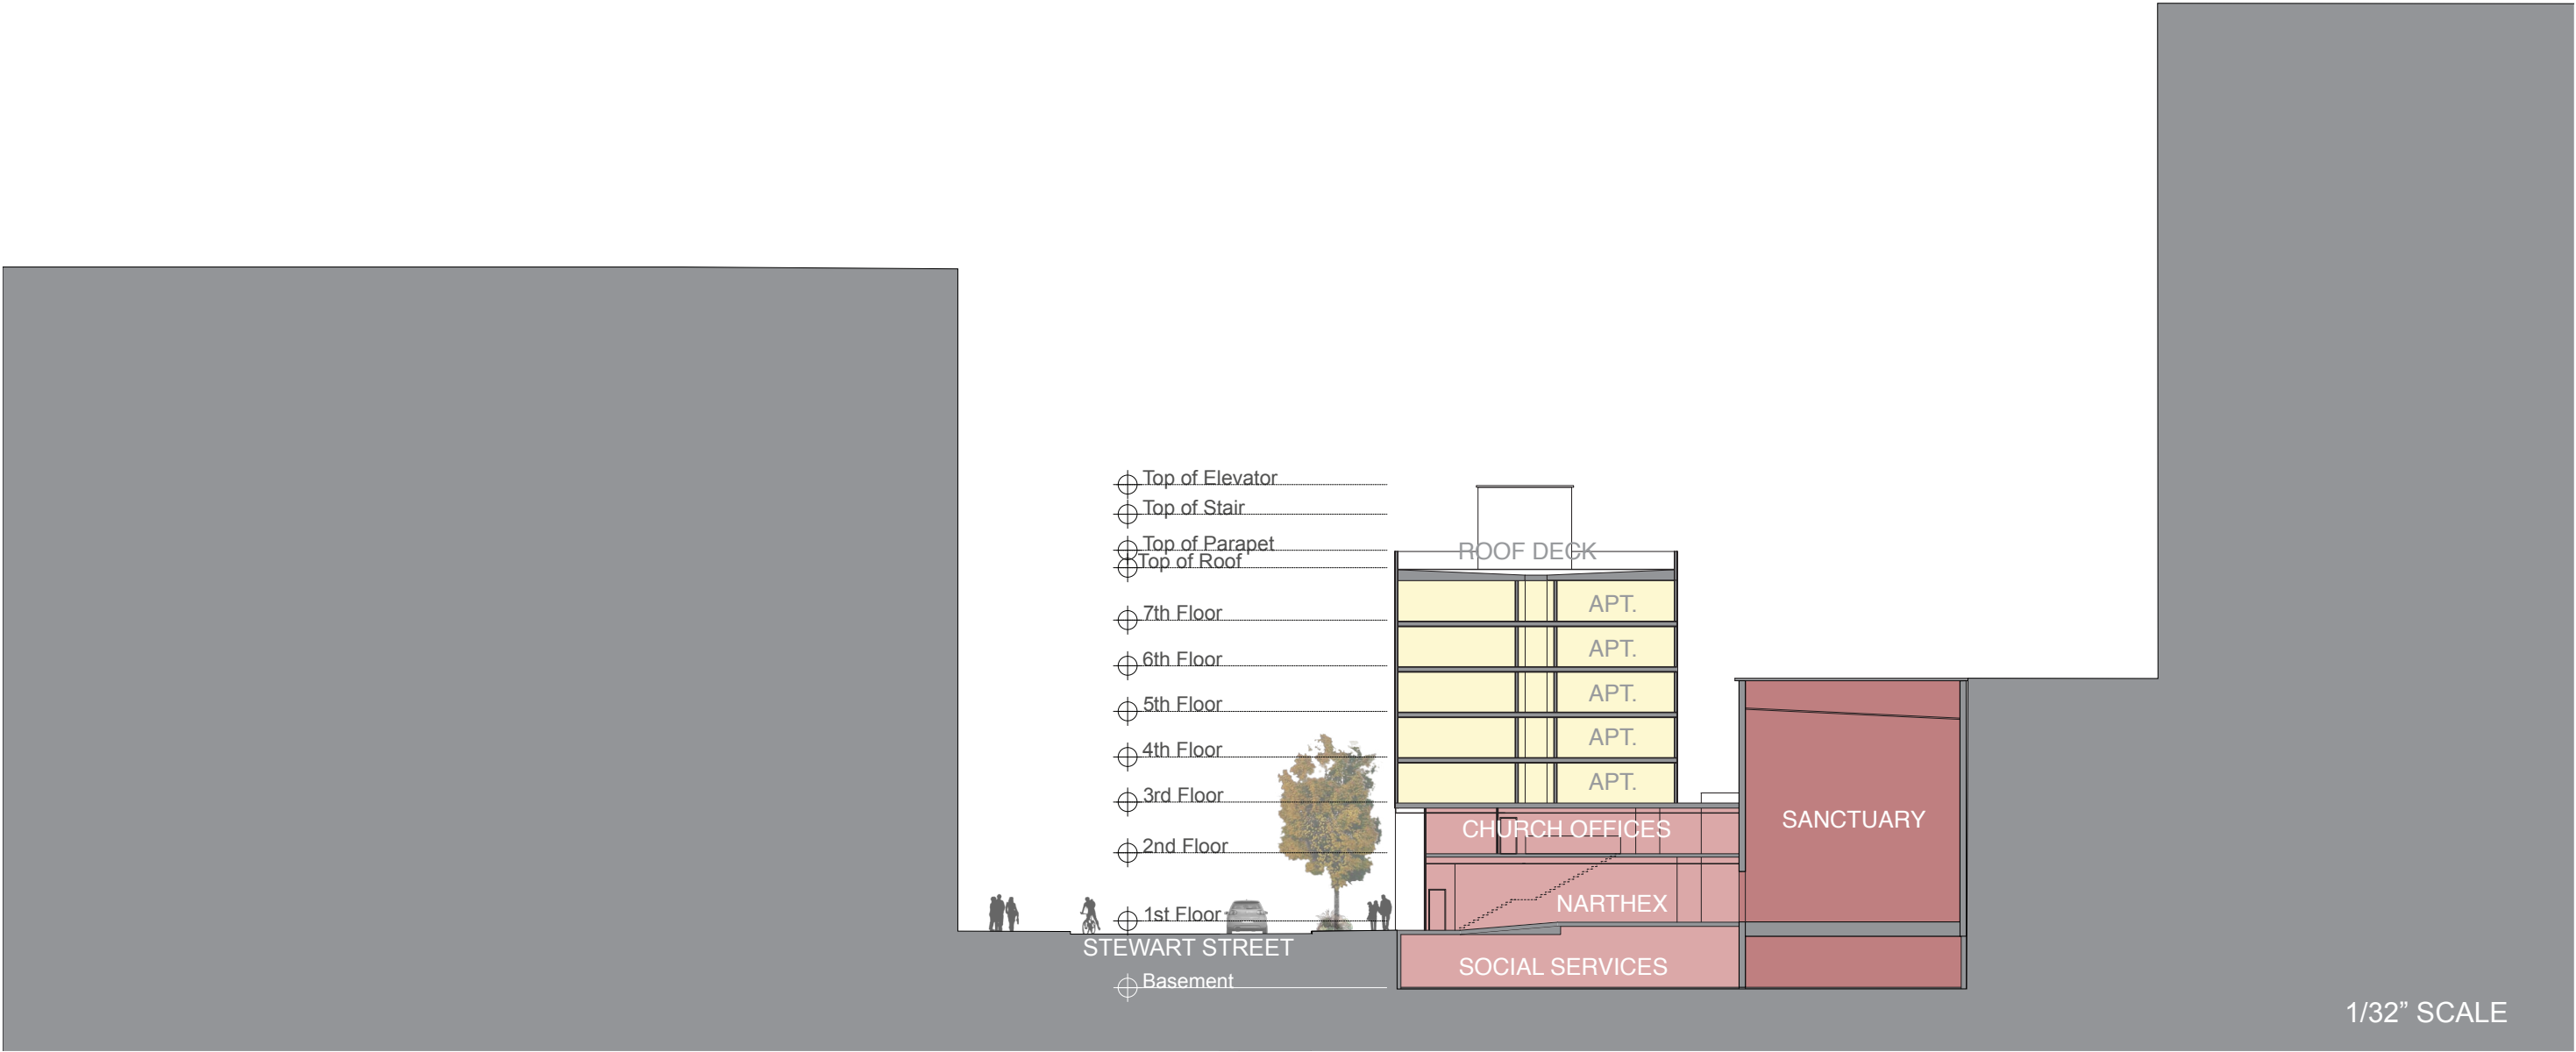 Top of Elevator
Top of Stair
Top of Parapet
Top of Roof
7th Floor
6th Floor
5th Floor
4th Floor
3rd Floor
2nd Floor
1st Floor
STEWART STREET
Basement
ROOF DECK
APT.
APT.
APT.
APT.
APT.
CHURCH OFFICES
NARTHEX
SOCIAL SERVICES
SANCTUARY
1/32” SCALE